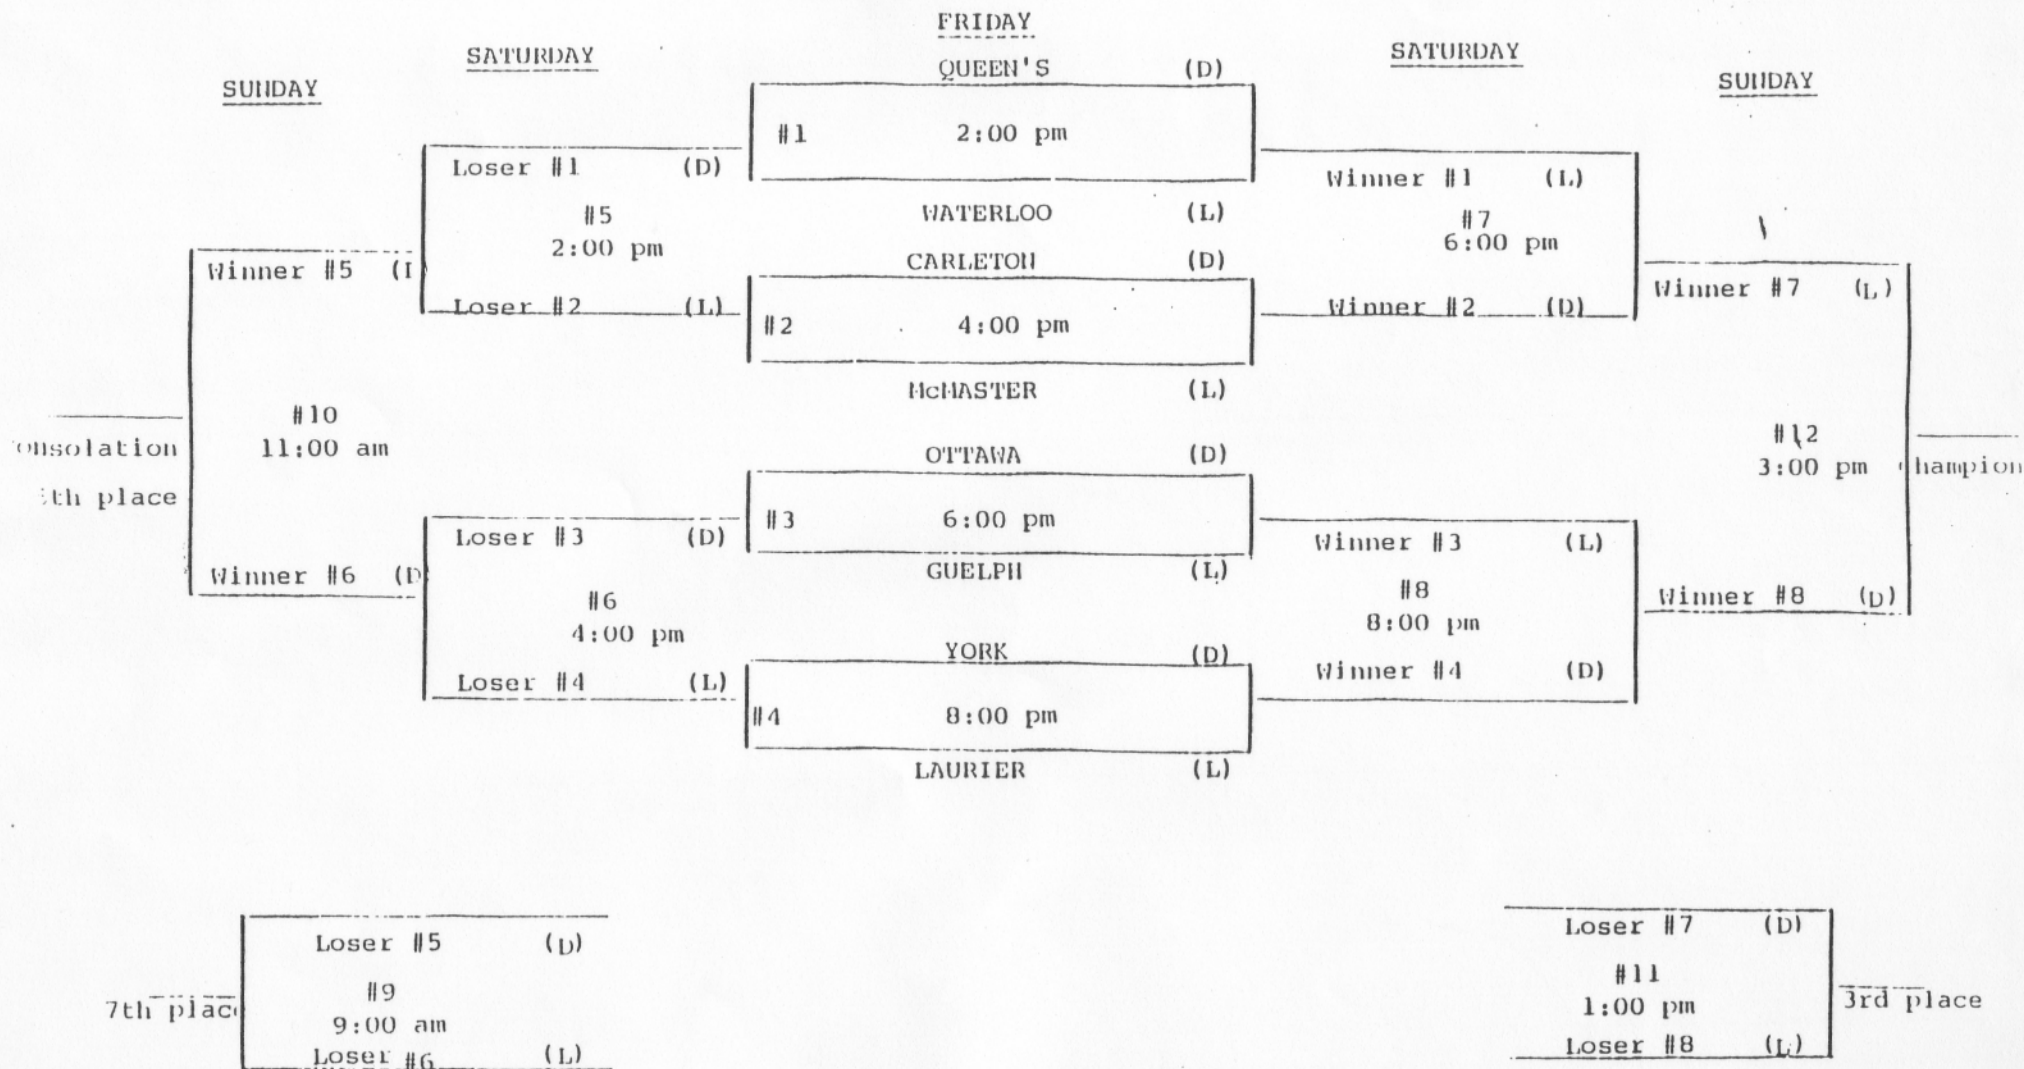 FRIDAY
SATURDAY
SATURDAY
SUNDAY
SUNDAY
QUEEN'S (D)
#1 2:00 pm
WATERLOO (L)
CARLETON (D)
#2 4:00 pm
McMASTER (L)
OTTAWA (D)
#3 6:00 pm
GUELPH (L)
YORK (D)
#4 8:00 pm
LAURIER (L)
Loser #1 (D)
#5
2:00 pm
Loser #2 (L)
Loser #3 (D)
#6
4:00 pm
Loser #4 (L)
Winner #5
#10
11:00 am
Winner #6 (D
onsolation
th place
Winner #1 (L)
#7
6:00 pm
Winner #2 (D)
Winner #3 (L)
#8
8:00 pm
Winner #4 (D)
Winner #7 (L)
#12
3:00 pm
hampion
Winner #8 (D)
Loser #5 (D)
#9
9:00 am
Loser #6 (L)
7th place
Loser #7 (D)
#11
1:00 pm
Loser #8 (L)
3rd place